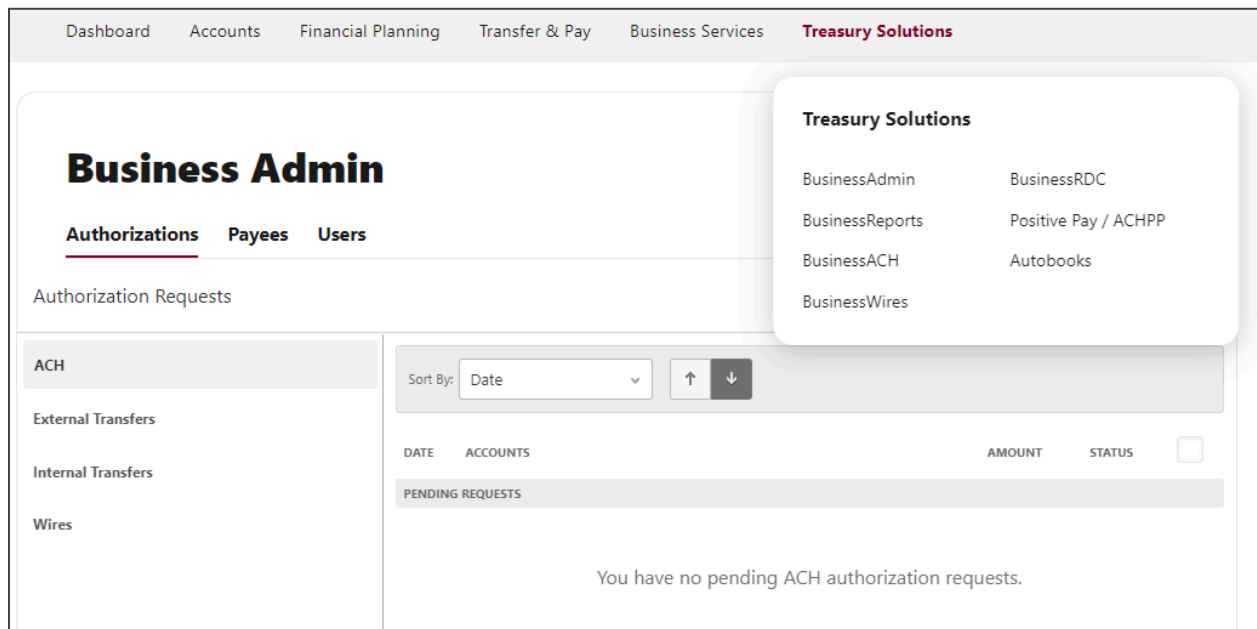 Dashboard Accounts Financial Planning Transfer & Pay Business Services Treasury Solutions
Treasury Solutions
BusinessAdmin BusinessRDC
BusinessReports Positive Pay / ACHPP
BusinessACH Autobooks
BusinessWires
Business Admin
Authorizations Payees Users
Authorization Requests
ACH
External Transfers
Internal Transfers
Wires
Sort By: Date
DATE ACCOUNTS AMOUNT STATUS
PENDING REQUESTS
You have no pending ACH authorization requests.